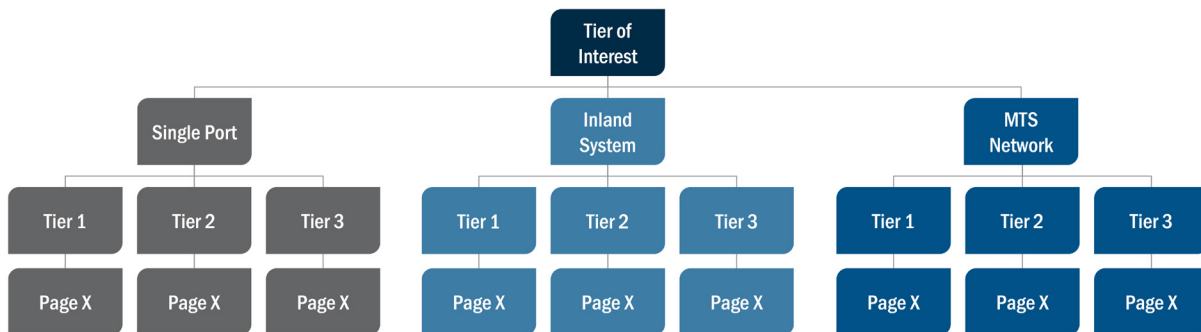 Tier of
Interest
Single Port
Inland
System
MTS
Network
Tier 1
Tier 2
Tier 3
Tier 1
Tier 2
Tier 3
Tier 1
Tier 2
Tier 3
Page X
Page X
Page X
Page X
Page X
Page X
Page X
Page X
Page X